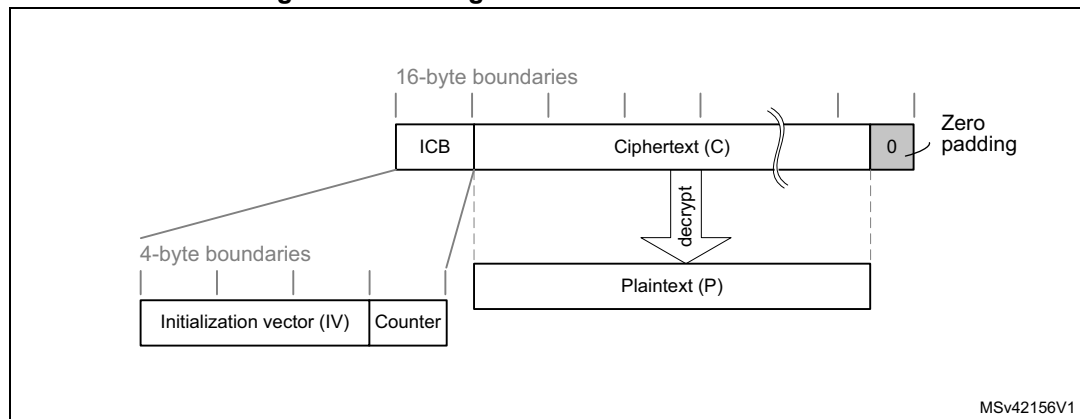 16-byte boundaries
ICB
Ciphertext (C)
0
Zero
padding
decrypt
4-byte boundaries
Initialization vector (IV)
Counter
Plaintext (P)
MSv42156V1